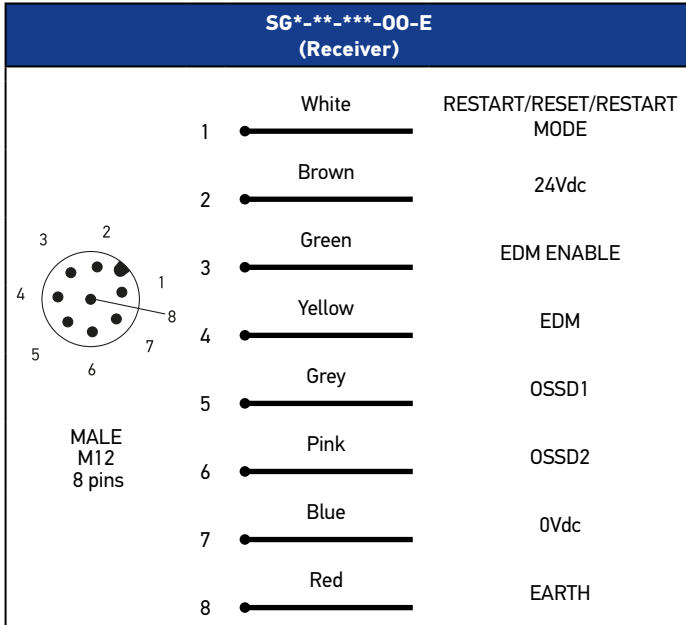 SG*-**-***-OO-E
(Receiver)
1 White RESTART/RESET/RESTART
MODE
2 Brown 24Vdc
3 Green EDM ENABLE
4 Yellow EDM
5 Grey OSSD1
6 Pink OSSD2
7 Blue 0Vdc
8 Red EARTH
3 2 1
4 8
5 6 7
MALE
M12
8 pins